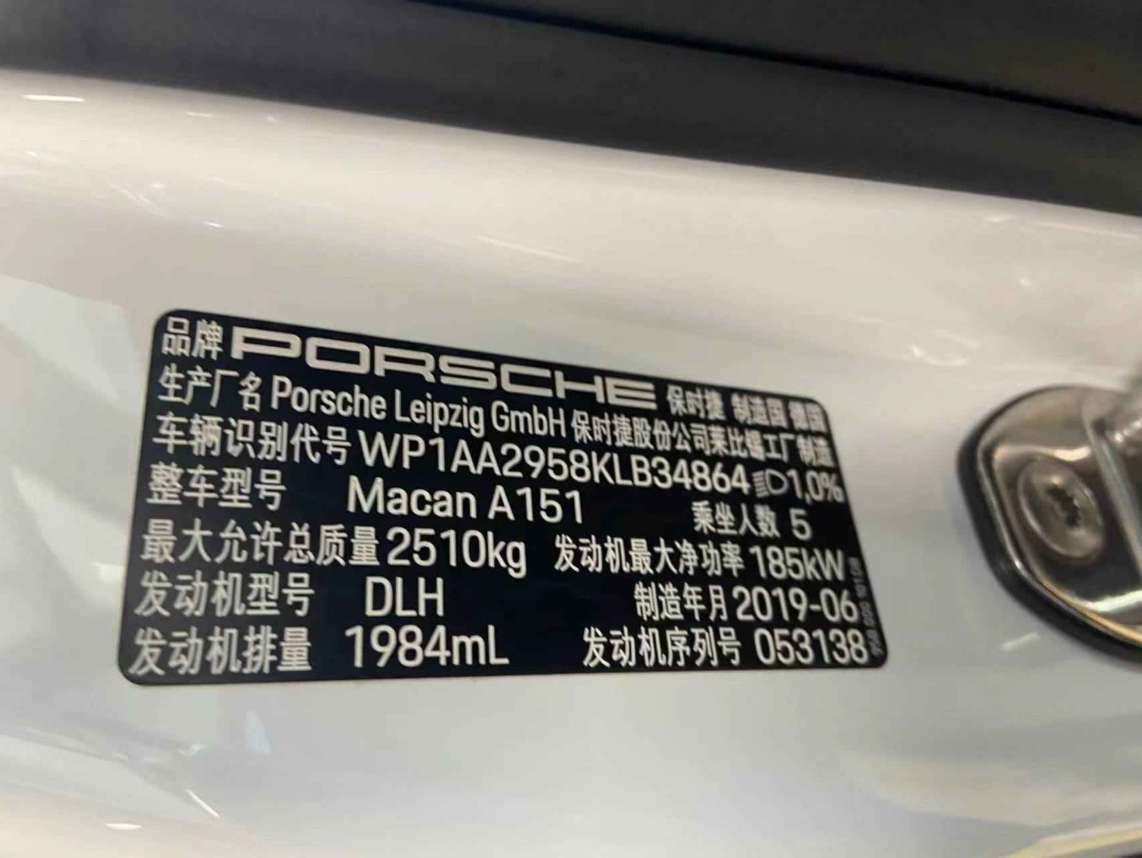 品牌 PORSCHE 保时捷 制造国 德国
生产厂名 Porsche Leipzig GmbH 保时捷股份公司莱比锡工厂制造
车辆识别代号 WP1AA2958KLB34864 1,0%
整车型号 Macan A151 乘坐人数 5
最大允许总质量 2510kg 发动机最大净功率 185kW
发动机型号 DLH 制造年月 2019-06
发动机排量 1984mL 发动机序列号 053138